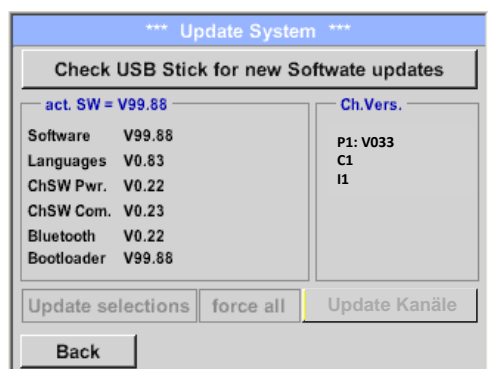 *** Update System ***
Check USB Stick for new Softwate updates
act. SW = V99.88
Software V99.88
Languages V0.83
ChSW Pwr. V0.22
ChSW Com. V0.23
Bluetooth V0.22
Bootloader V99.88
Ch.Vers.
P1: V033
C1
I1
Update selections force all Update Kanäle
Back